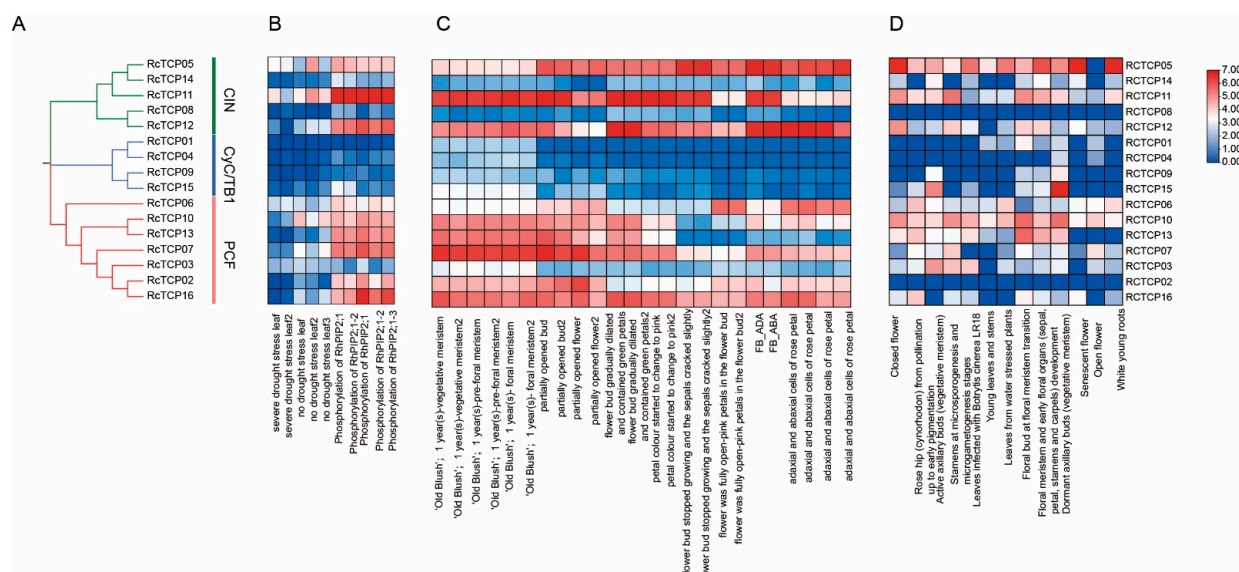 A
B
C
D
RcTCP05
RcTCP14
RcTCP11
RcTCP08
RcTCP12
RcTCP01
RcTCP04
RcTCP09
RcTCP15
RcTCP06
RcTCP10
RcTCP13
RcTCP07
RcTCP03
RcTCP02
RcTCP16
CIN
CyC/TB1
PCF
severe drought stress leaf
severe drought stress leaf2
no drought stress leaf
no drought stress leaf2
no drought stress leaf3
Phosphorylation of RhPIP2;1
Phosphorylation of RhPIP2;1-2
Phosphorylation of RhPIP2;1
Phosphorylation of RhPIP2;1-2
Phosphorylation of RhPIP2;1-3
'Old Blush'; 1 year(s)-vegetative meristem
'Old Blush'; 1 year(s)-vegetative meristem2
'Old Blush'; 1 year(s)-pre-foral meristem
'Old Blush'; 1 year(s)-pre-foral meristem2
'Old Blush'; 1 year(s)- foral meristem
'Old Blush'; 1 year(s)- foral meristem2
partially opened bud
partially opened bud2
partially opened flower
partially opened flower2
flower bud gradually dilated
and contained green petals
flower bud gradually dilated
and contained green petals2
petal colour started to change to pink
petal colour started to change to pink2
flower bud stopped growing and the sepals cracked slightly
ower bud stopped growing and the sepals cracked slightly2
flower was fully open-pink petals in the flower bud
flower was fully open-pink petals in the flower bud2
FB_ADA
FB_ABA
adaxial and abaxial cells of rose petal
adaxial and abaxial cells of rose petal
adaxial and abaxial cells of rose petal
adaxial and abaxial cells of rose petal
RCTCP05
RCTCP14
RCTCP11
RCTCP08
RCTCP12
RCTCP01
RCTCP04
RCTCP09
RCTCP15
RCTCP06
RCTCP10
RCTCP13
RCTCP07
RCTCP03
RCTCP02
RCTCP16
Closed flower
Rose hip (cynorhodon) from pollination
up to early pigmentation
Active axillary buds (vegetative meristem)
Stamens at microsporogenesis and
microgametogenesis stages
Leaves infected with Botrytis cinerea LR18
Young leaves and stems
Leaves from water stressed plants
Floral bud at floral meristem transition
Floral meristem and early floral organs (sepal,
petal, stamens and carpels) development
Dormant axillary buds (vegetative meristem)
Senescent flower
Open flower
While young roots
7.00
6.00
5.00
4.00
3.00
2.00
1.00
0.00